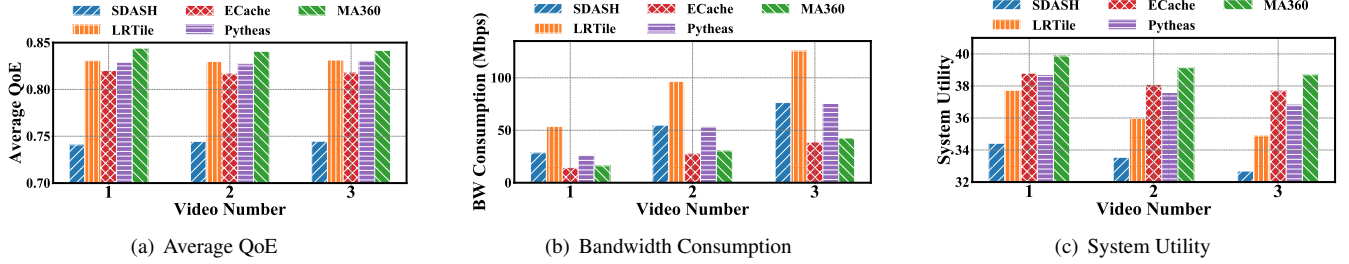 SDASH ECache MA360
LRTile Pytheas
Average QoE
0.85
0.80
0.75
0.70
1 2 3
Video Number
(a) Average QoE
SDASH ECache MA360
LRTile Pytheas
BW Consumption (Mbps)
100
50
0
1 2 3
Video Number
(b) Bandwidth Consumption
SDASH ECache MA360
LRTile Pytheas
System Utility
40
38
36
34
32
1 2 3
Video Number
(c) System Utility